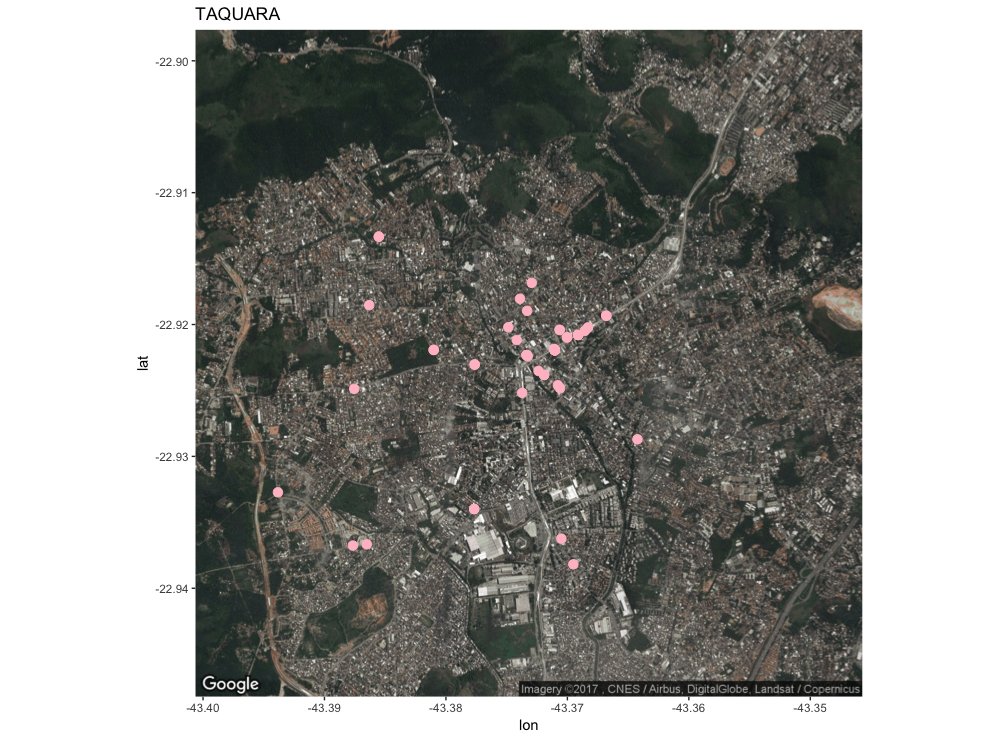 TAQUARA
-22.90
-22.91
-22.92
-22.93
-22.94
lat
Google
Imagery ©2017 , CNES / Airbus, DigitalGlobe, Landsat / Copernicus
-43.40
-43.39
-43.38
-43.37
-43.36
-43.35
lon